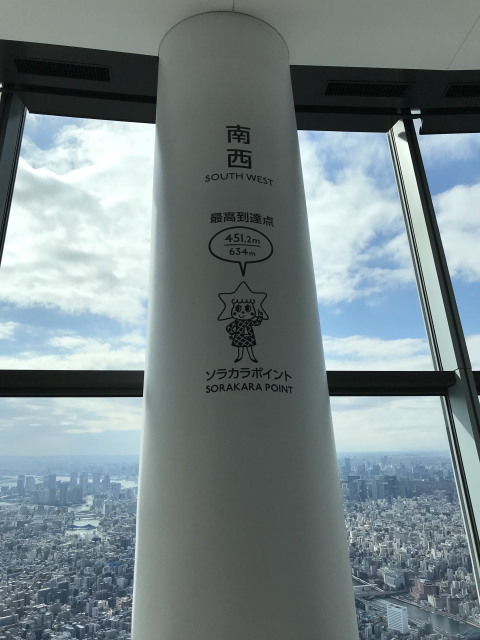 南
西
SOUTH WEST
最高到達点
451.2m
634m
ソラカラポイント
SORAKARA POINT